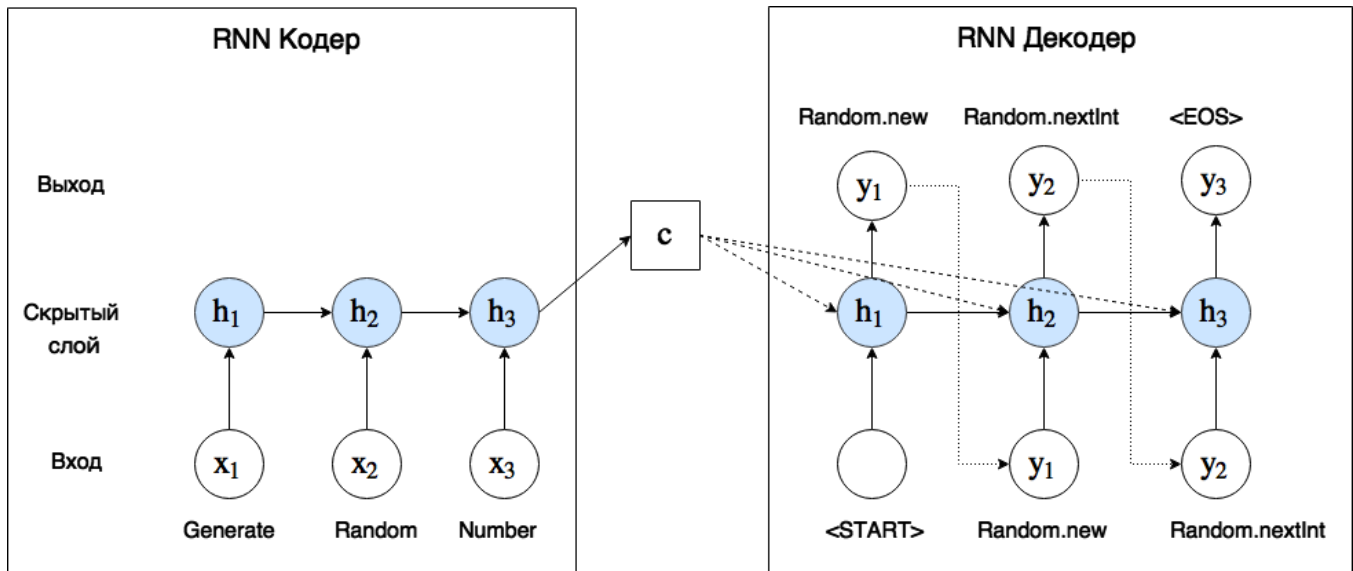 RNN Кодер
Выход
Скрытый
слой
Вход
h1 h2 h3
x1 x2 x3
Generate Random Number
c
RNN Декодер
Random.new Random.nextInt <EOS>
y1 y2 y3
h1 h2 h3
y1 y2
<START> Random.new Random.nextInt